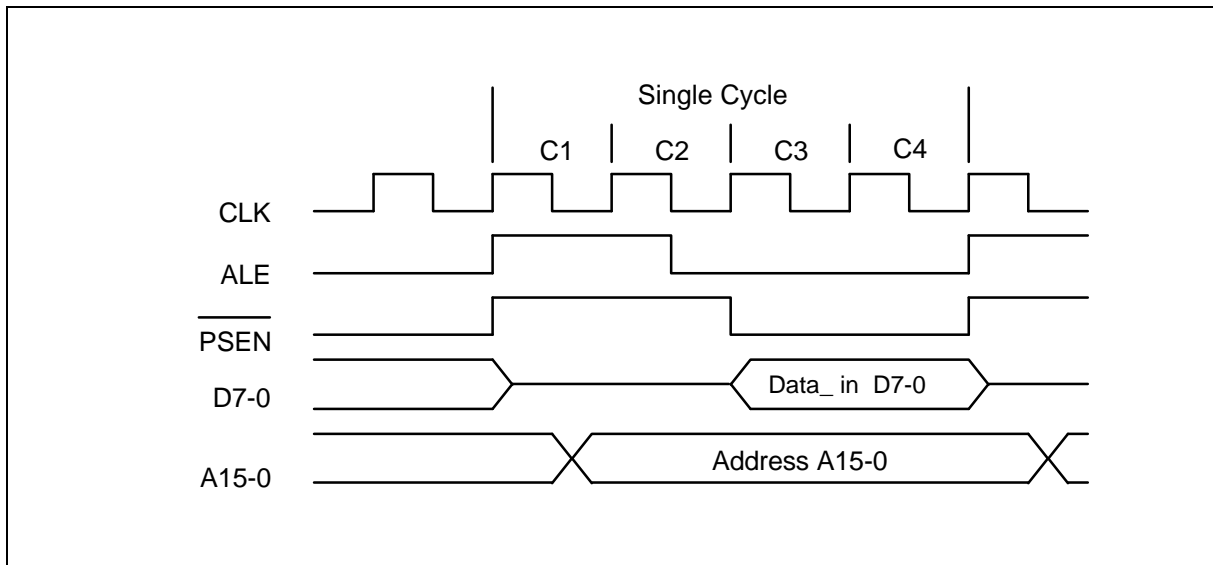 Single Cycle
C1 C2 C3 C4
CLK
ALE
PSEN
D7-0 Data_ in D7-0
A15-0 Address A15-0